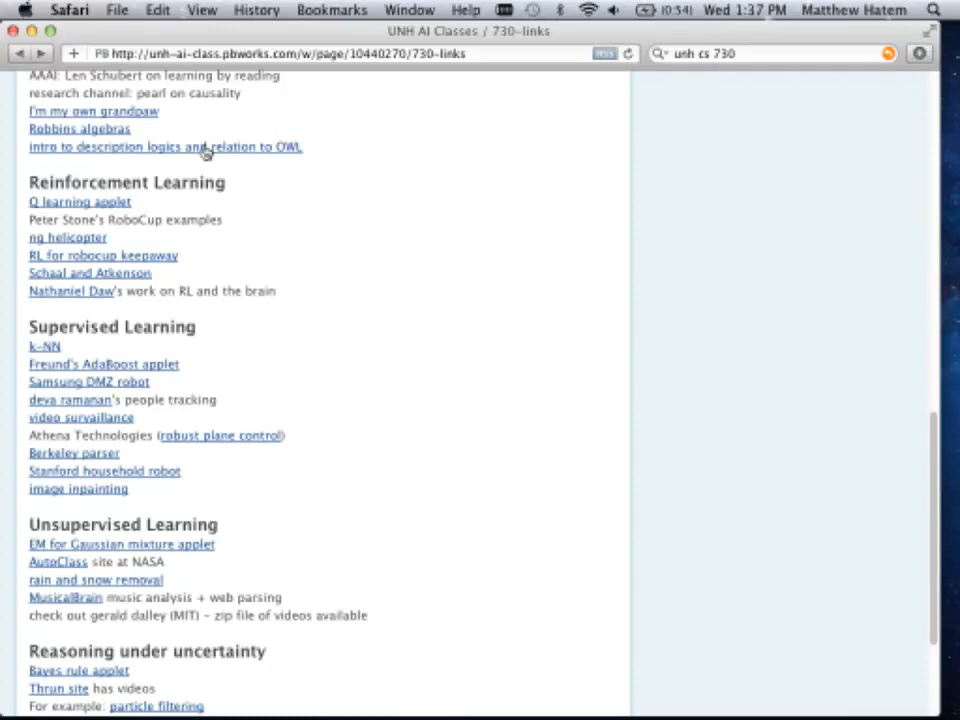 Safari File Edit View History Bookmarks Window Help (0:54) Wed 1:37 PM Matthew Hatem
UNH AI Classes / 730-links
PB http://unh-ai-class.pbworks.com/w/page/10440270/730-links RSS unh cs 730
AAAI: Len Schubert on learning by reading
research channel: pearl on causality
I'm my own grandpaw
Robbins algebras
intro to description logics and relation to OWL
Reinforcement Learning
Q learning applet
Peter Stone's RoboCup examples
ng helicopter
RL for robocup keepaway
Schaal and Atkenson
Nathaniel Daw's work on RL and the brain
Supervised Learning
k-NN
Freund's AdaBoost applet
Samsung DMZ robot
deva ramanan's people tracking
video survaillance
Athena Technologies (robust plane control)
Berkeley parser
Stanford household robot
image inpainting
Unsupervised Learning
EM for Gaussian mixture applet
AutoClass site at NASA
rain and snow removal
MusicalBrain music analysis + web parsing
check out gerald dalley (MIT) - zip file of videos available
Reasoning under uncertainty
Bayes rule applet
Thrun site has videos
For example: particle filtering